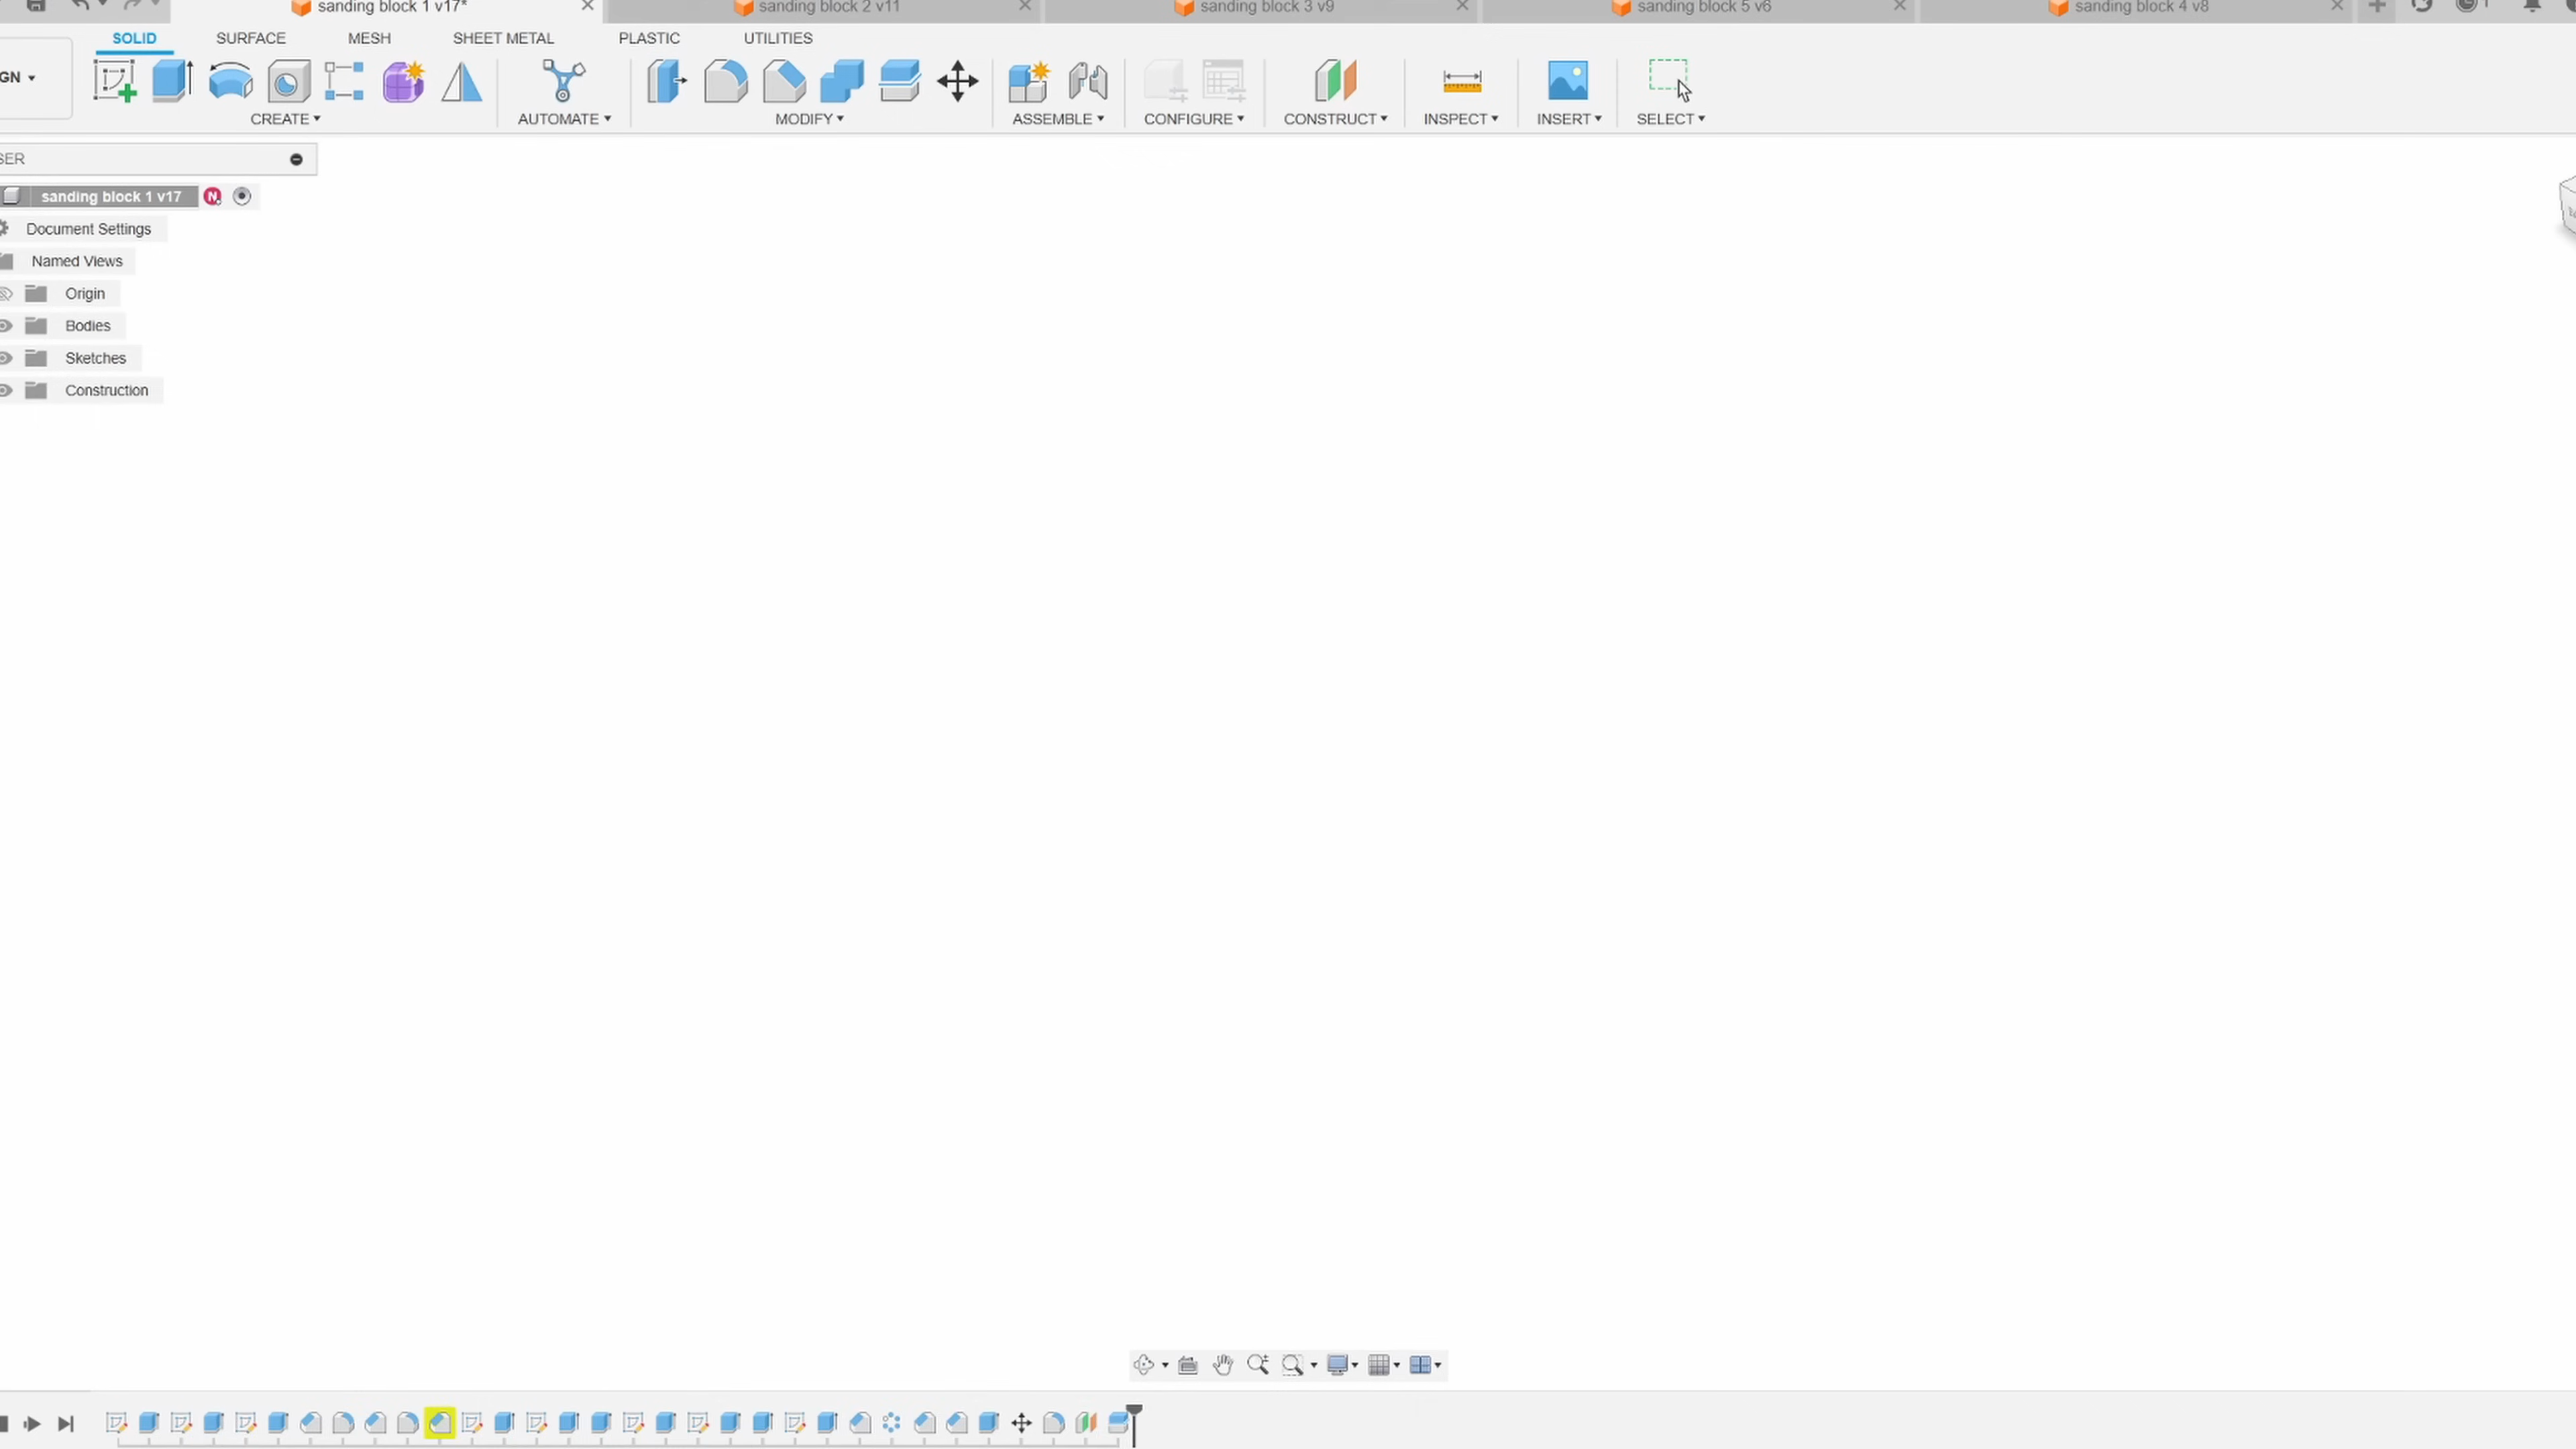 sanding block 1 v17*
sanding block 2 v11
sanding block 3 v9
sanding block 5 v6
sanding block 4 v8
SOLID SURFACE MESH SHEET METAL PLASTIC UTILITIES
GN
CREATE AUTOMATE MODIFY ASSEMBLE CONFIGURE CONSTRUCT INSPECT INSERT SELECT
SER
sanding block 1 v17 N
Document Settings
Named Views
Origin
Bodies
Sketches
Construction